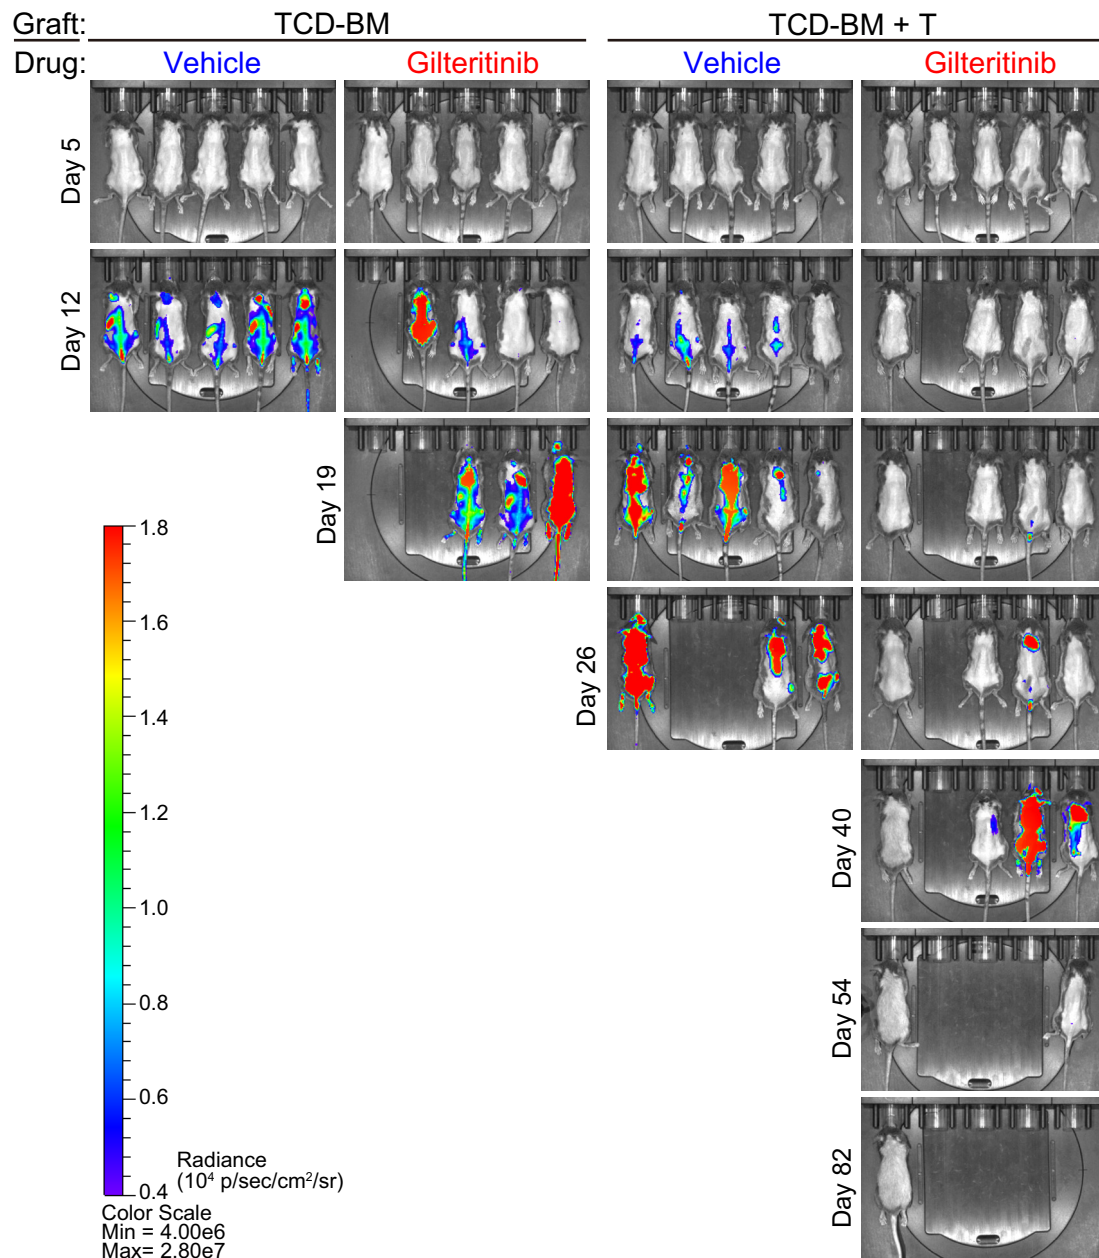 Graft: TCD-BM TCD-BM + T
Drug: Vehicle Gilteritinib Vehicle Gilteritinib
Day 5
Day 12
Day 19
Day 26
Day 40
Day 54
Day 82
1.8
1.6
1.4
1.2
1.0
0.8
0.6
0.4
Radiance
(10⁴ p/sec/cm²/sr)
Color Scale
Min = 4.00e6
Max= 2.80e7